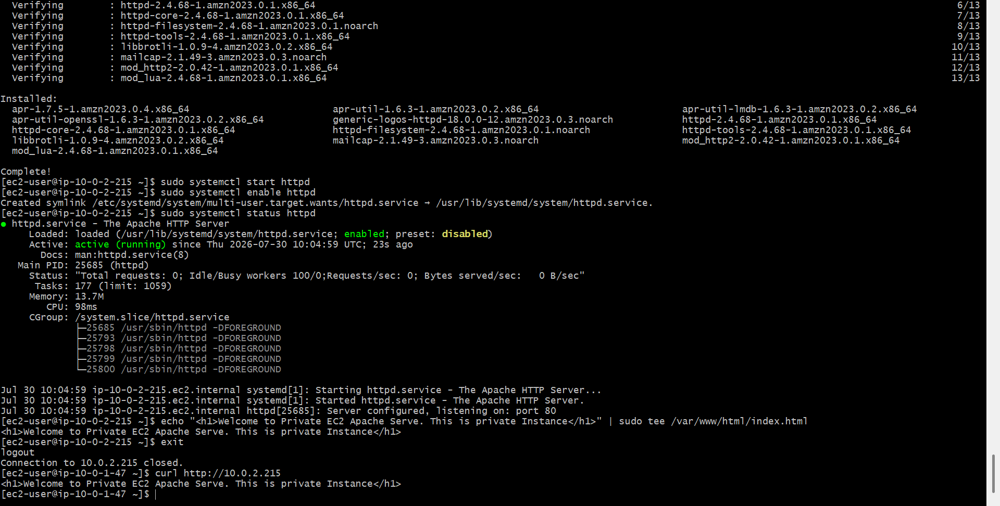 Verifying        : httpd-2.4.68-1.amzn2023.0.1.x86_64        6/13
Verifying        : httpd-core-2.4.68-1.amzn2023.0.1.x86_64        7/13
Verifying        : httpd-filesystem-2.4.68-1.amzn2023.0.1.noarch        8/13
Verifying        : httpd-tools-2.4.68-1.amzn2023.0.1.x86_64        9/13
Verifying        : libbrotli-1.0.9-4.amzn2023.0.2.x86_64        10/13
Verifying        : mailcap-2.1.49-3.amzn2023.0.3.noarch        11/13
Verifying        : mod_http2-2.0.42-1.amzn2023.0.1.x86_64        12/13
Verifying        : mod_lua-2.4.68-1.amzn2023.0.1.x86_64        13/13
Installed:
apr-1.7.5-1.amzn2023.0.4.x86_64        apr-util-1.6.3-1.amzn2023.0.2.x86_64        apr-util-lmdb-1.6.3-1.amzn2023.0.2.x86_64
apr-util-openssl-1.6.3-1.amzn2023.0.2.x86_64        generic-logos-httpd-18.0.0-12.amzn2023.0.3.noarch        httpd-2.4.68-1.amzn2023.0.1.x86_64
httpd-core-2.4.68-1.amzn2023.0.1.x86_64        httpd-filesystem-2.4.68-1.amzn2023.0.1.noarch        httpd-tools-2.4.68-1.amzn2023.0.1.x86_64
libbrotli-1.0.9-4.amzn2023.0.2.x86_64        mailcap-2.1.49-3.amzn2023.0.3.noarch        mod_http2-2.0.42-1.amzn2023.0.1.x86_64
mod_lua-2.4.68-1.amzn2023.0.1.x86_64
Complete!
[ec2-user@ip-10-0-2-215 ~]$ sudo systemctl start httpd
[ec2-user@ip-10-0-2-215 ~]$ sudo systemctl enable httpd
Created symlink /etc/systemd/system/multi-user.target.wants/httpd.service → /usr/lib/systemd/system/httpd.service.
[ec2-user@ip-10-0-2-215 ~]$ sudo systemctl status httpd
● httpd.service - The Apache HTTP Server
Loaded: loaded (/usr/lib/systemd/system/httpd.service; enabled; preset: disabled)
Active: active (running) since Thu 2026-07-30 10:04:59 UTC; 23s ago
Docs: man:httpd.service(8)
Main PID: 25685 (httpd)
Status: "Total requests: 0; Idle/Busy workers 100/0;Requests/sec: 0; Bytes served/sec:   0 B/sec"
Tasks: 177 (limit: 1059)
Memory: 13.7M
CPU: 98ms
CGroup: /system.slice/httpd.service
├─25685 /usr/sbin/httpd -DFOREGROUND
├─25793 /usr/sbin/httpd -DFOREGROUND
├─25798 /usr/sbin/httpd -DFOREGROUND
├─25799 /usr/sbin/httpd -DFOREGROUND
└─25800 /usr/sbin/httpd -DFOREGROUND
Jul 30 10:04:59 ip-10-0-2-215.ec2.internal systemd[1]: Starting httpd.service - The Apache HTTP Server...
Jul 30 10:04:59 ip-10-0-2-215.ec2.internal systemd[1]: Started httpd.service - The Apache HTTP Server.
Jul 30 10:04:59 ip-10-0-2-215.ec2.internal httpd[25685]: Server configured, listening on: port 80
[ec2-user@ip-10-0-2-215 ~]$ echo "<h1>Welcome to Private EC2 Apache Serve. This is private Instance</h1>" | sudo tee /var/www/html/index.html
<h1>Welcome to Private EC2 Apache Serve. This is private Instance</h1>
[ec2-user@ip-10-0-2-215 ~]$ exit
logout
Connection to 10.0.2.215 closed.
[ec2-user@ip-10-0-1-47 ~]$ curl http://10.0.2.215
<h1>Welcome to Private EC2 Apache Serve. This is private Instance</h1>
[ec2-user@ip-10-0-1-47 ~]$